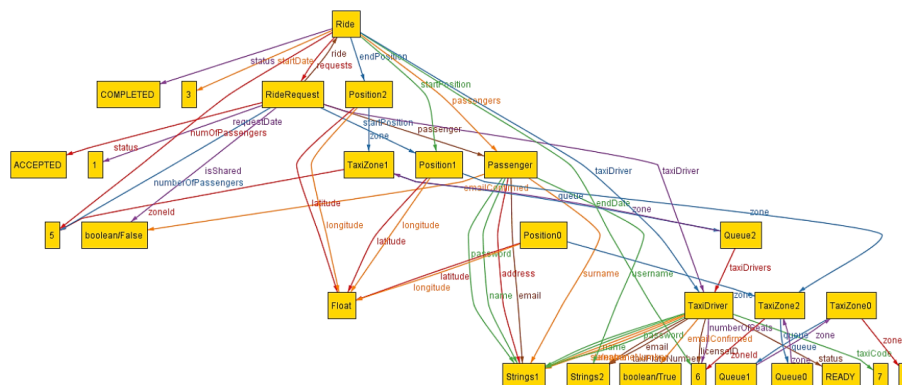 Ride
endPosition
status
startDate
ride
requests
startPosition
passengers
COMPLETED
3
RideRequest
Position2
requestDate
numOfPassengers
startPosition
passenger
status
zone
ACCEPTED
1
TaxiZone1
Position1
Passenger
isShared
taxiDriver
taxiDriver
numberOfPassengers
emailConfirmed
queue
endDate
zoneId
latitude
zone
zone
longitude
longitude
5
boolean/False
Position0
Queue2
latitude
password
address
surname
username
taxiDrivers
latitude
longitude
name
email
zone
Float
TaxiDriver
TaxiZone2
TaxiZone0
numberOfSeats
password
emailConfirmed
queue
zone
name
email
queue
zone
licenseID
zoneId
zone
status
taxiCode
Strings1
Strings2
boolean/True
6
Queue1
Queue0
READY
7